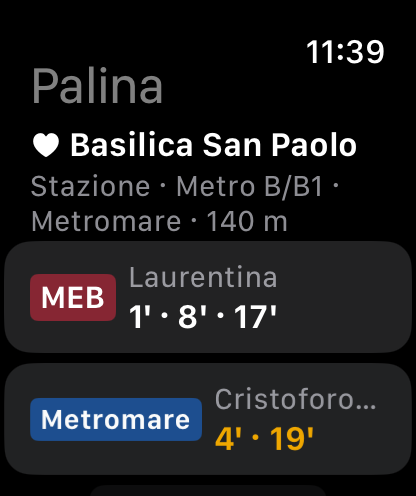 11:39
Palina
Basilica San Paolo
Stazione · Metro B/B1 ·
Metromare · 140 m
MEB
Laurentina
1' · 8' · 17'
Metromare
Cristoforo...
4' · 19'